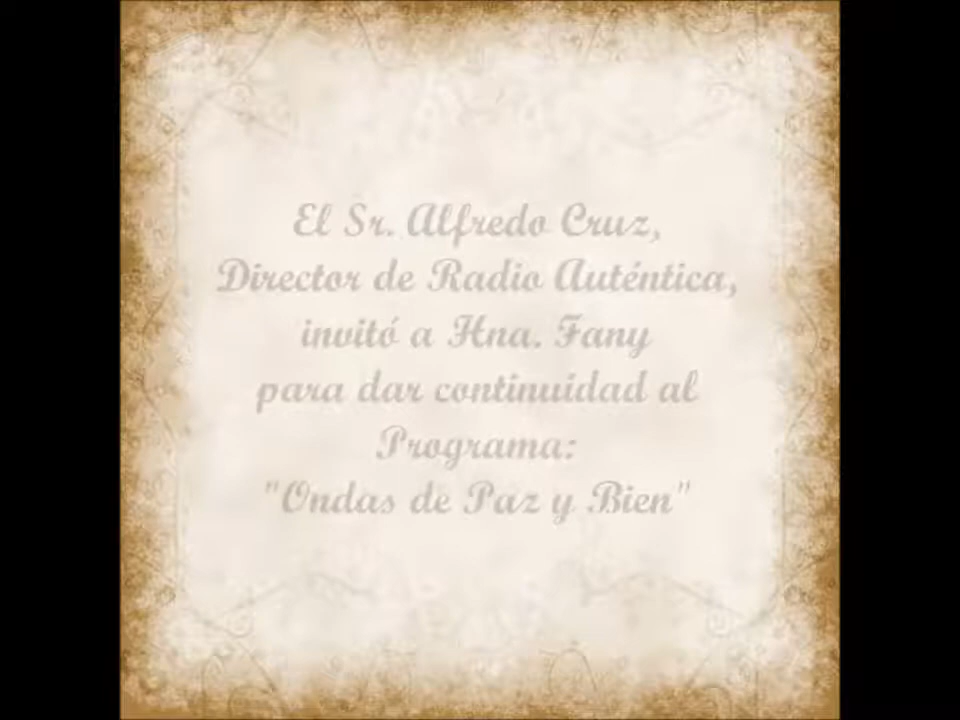 El Sr. Alfredo Cruz,
Director de Radio Auténtica,
invitó a Hna. Fany
para dar continuidad al
Programa:
"Ondas de Paz y Bien"